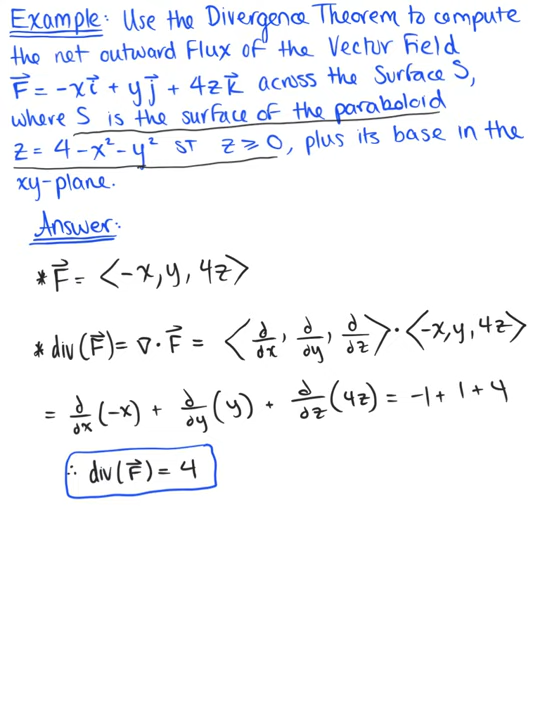 Example: Use the Divergence Theorem to compute
the net outward Flux of the Vector Field
F⃗ = -xi⃗ + yj⃗ + 4zk⃗ across the Surface S,
where S is the surface of the paraboloid
z = 4 - x² - y² ST z ≥ 0, plus its base in the
xy-plane.
Answer:
* F⃗ = <-x, y, 4z>
* div(F⃗) = ∇ · F⃗ = <∂/∂x, ∂/∂y, ∂/∂z> · <-x, y, 4z>
= ∂/∂x (-x) + ∂/∂y (y) + ∂/∂z (4z) = -1 + 1 + 4
∴ div(F⃗) = 4